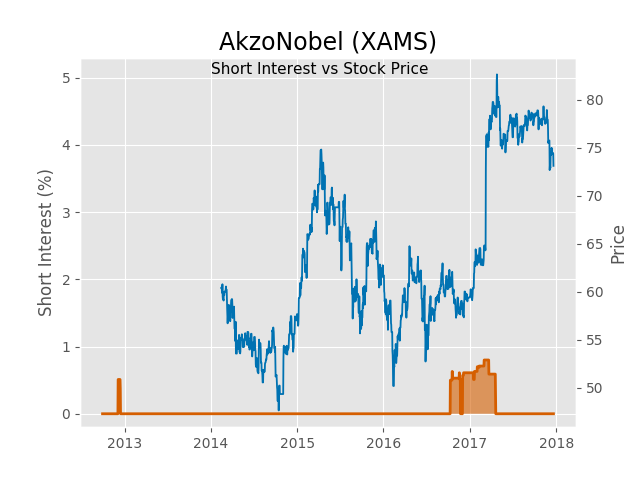 AkzoNobel (XAMS)
Short Interest vs Stock Price
Short Interest (%)
5
4
3
2
1
0
80
75
70
65
60
55
50
Price
2013 2014 2015 2016 2017 2018